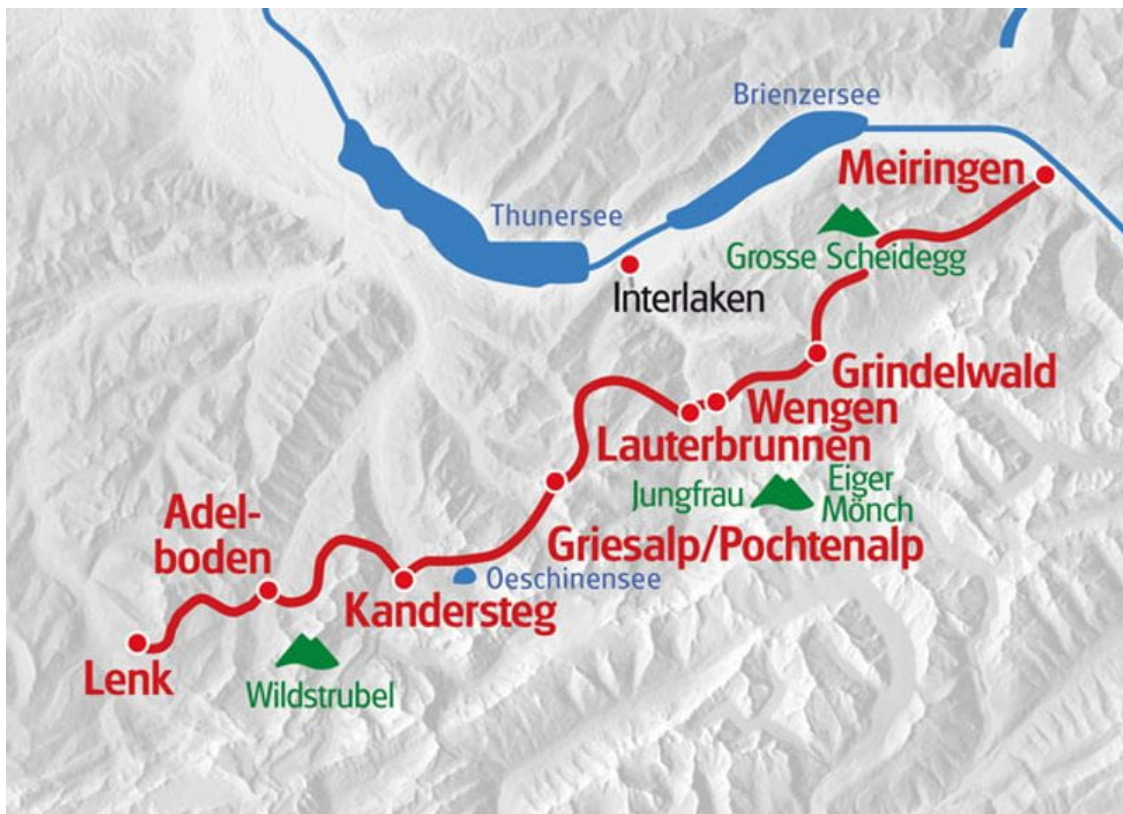 Brienzersee
Meiringen
Thunersee
Grosse Scheidegg
Interlaken
Grindelwald
Wengen
Lauterbrunnen
Jungfrau
Eiger
Mönch
Adel-
boden
Griesalp/Pochtenalp
Oeschinensee
Kandersteg
Lenk
Wildstrubel